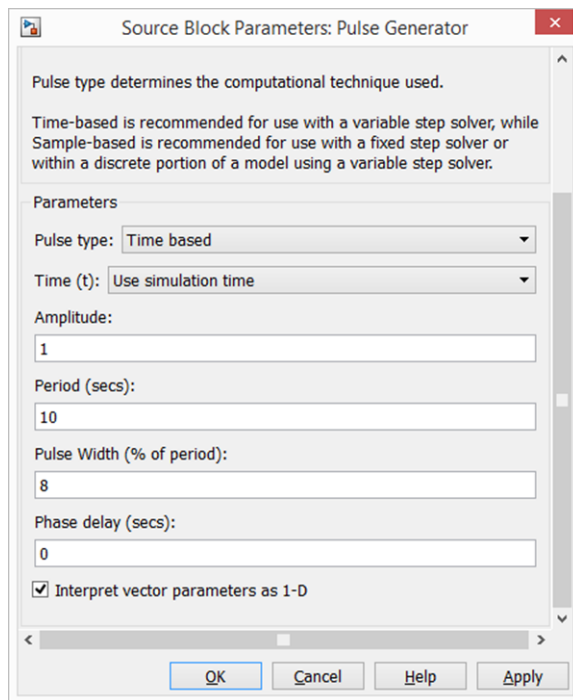 Source Block Parameters: Pulse Generator
Pulse type determines the computational technique used.
Time-based is recommended for use with a variable step solver, while
Sample-based is recommended for use with a fixed step solver or
within a discrete portion of a model using a variable step solver.
Parameters
Pulse type: Time based
Time (t): Use simulation time
Amplitude:
1
Period (secs):
10
Pulse Width (% of period):
8
Phase delay (secs):
0
Interpret vector parameters as 1-D
OK Cancel Help Apply